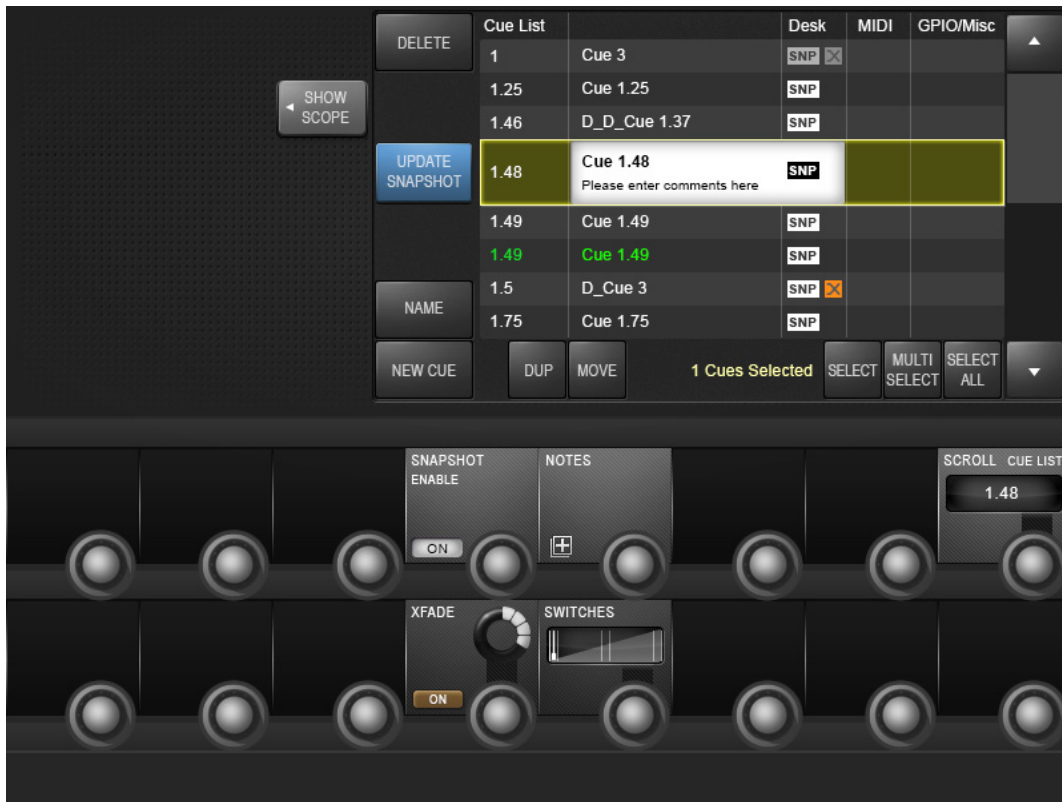 Cue List Desk MIDI GPIO/Misc
DELETE
1 Cue 3 SNP
SHOW
SCOPE
1.25 Cue 1.25 SNP
1.46 D_D_Cue 1.37 SNP
UPDATE
SNAPSHOT
1.48 Cue 1.48 SNP
Please enter comments here
1.49 Cue 1.49 SNP
1.49 Cue 1.49 SNP
NAME
1.5 D_Cue 3 SNP
1.75 Cue 1.75 SNP
NEW CUE DUP MOVE 1 Cues Selected SELECT MULTI
SELECT SELECT
ALL
SNAPSHOT
ENABLE
ON
NOTES
SCROLL CUE LIST
1.48
XFADE
ON
SWITCHES